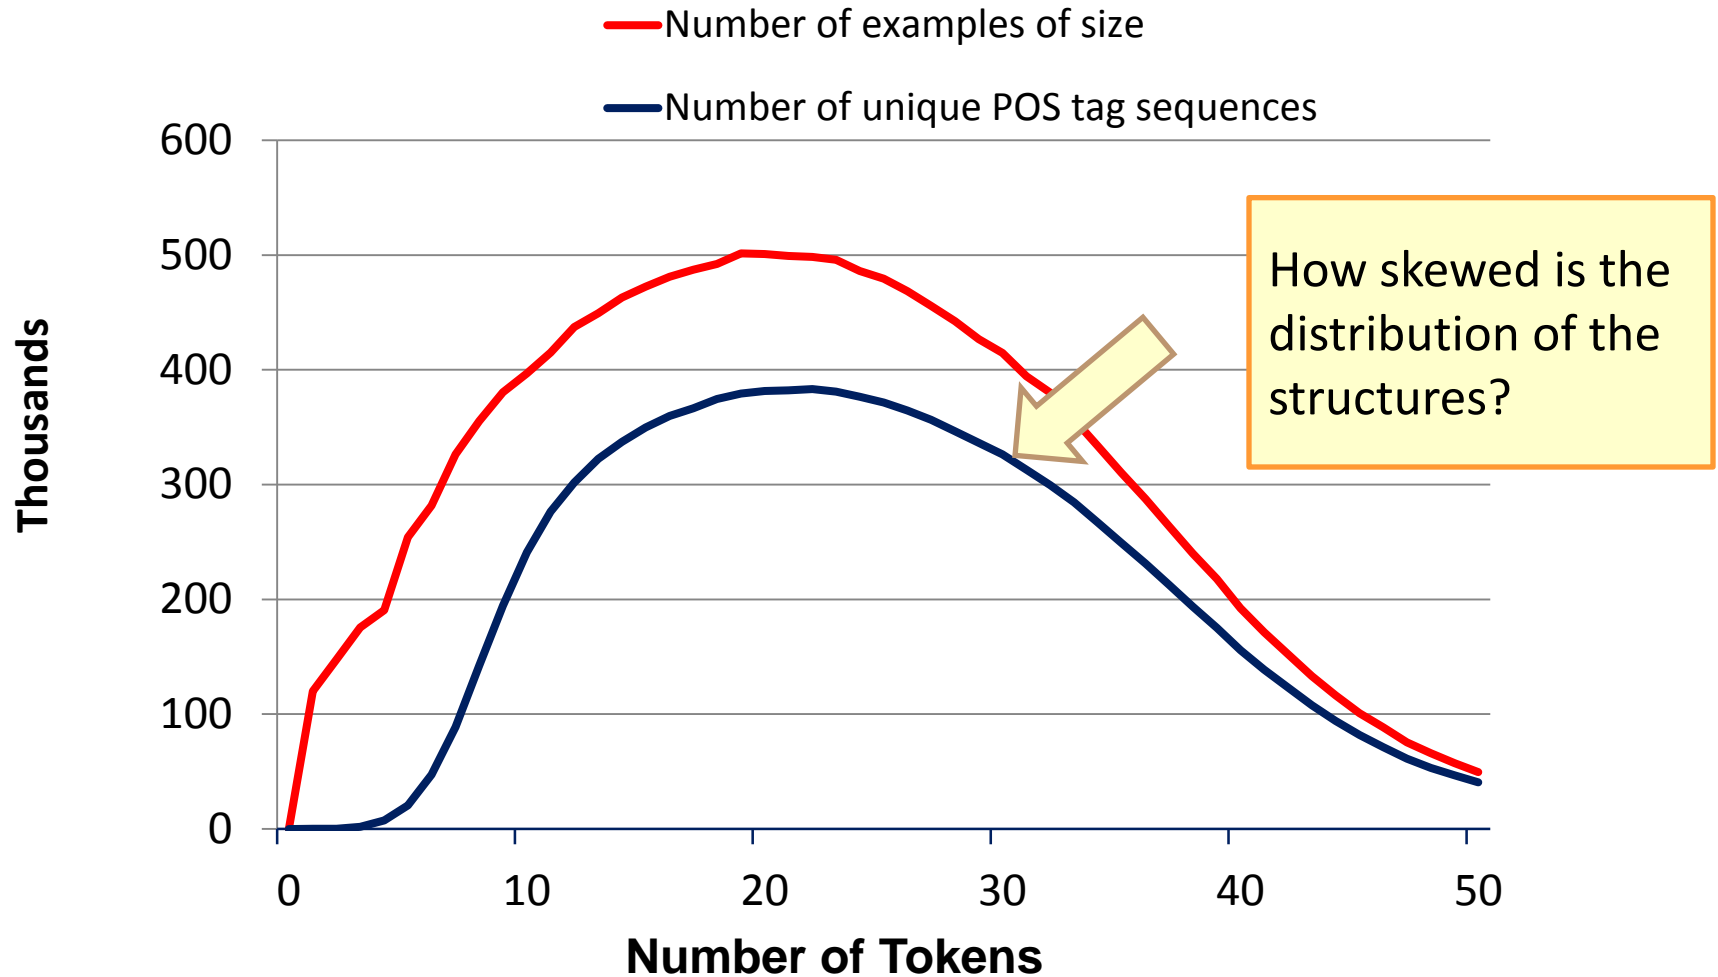 Number of examples of size
Number of unique POS tag sequences
600
500
400
300
200
100
0
Thousands
How skewed is the
distribution of the
structures?
0 10 20 30 40 50
Number of Tokens